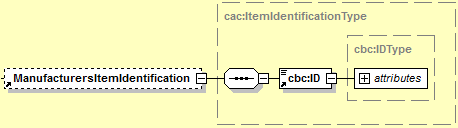 cac:ItemIdentificationType
cbc:IDType
ManufacturersItemIdentification
cbc:ID
attributes